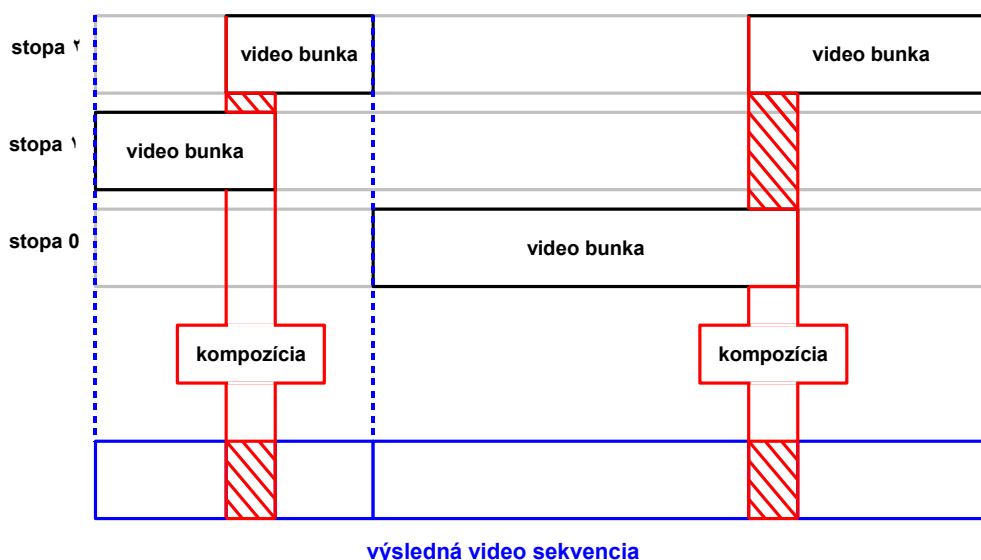 stopa ٢
video bunka
video bunka
stopa ١
video bunka
stopa 0
video bunka
kompozícia
kompozícia
výsledná video sekvencia